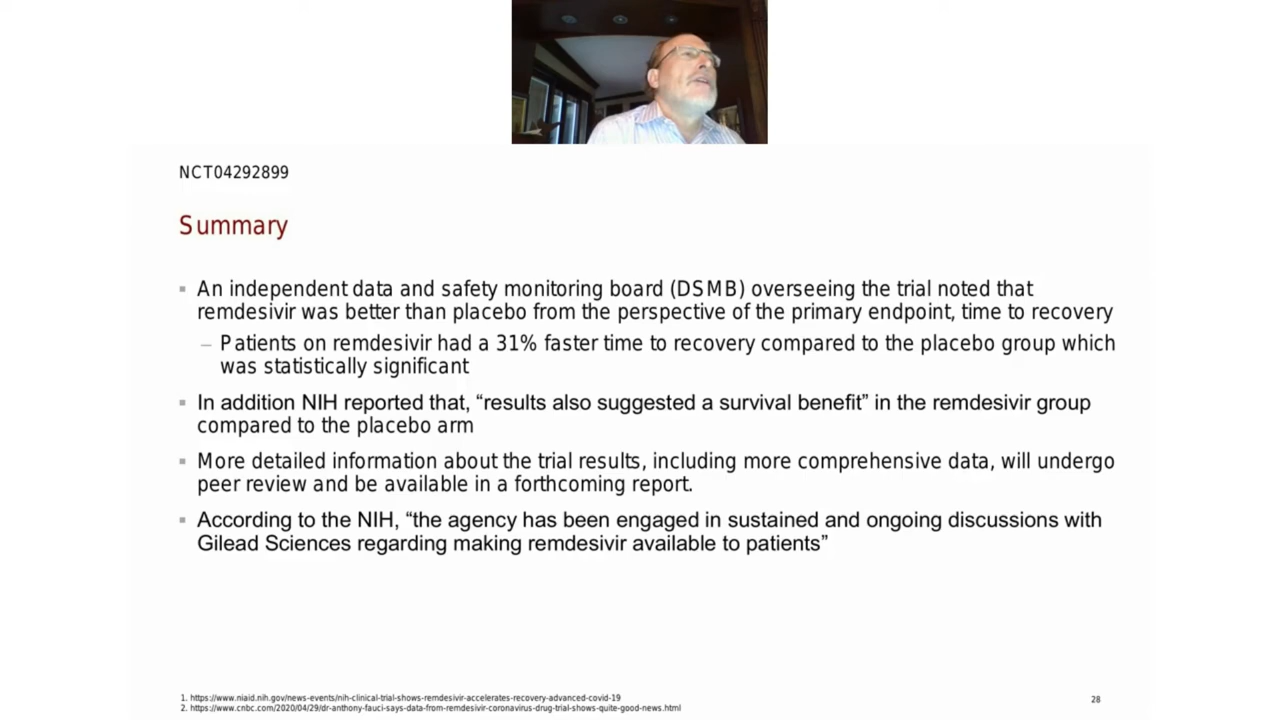 NCT04292899
Summary
An independent data and safety monitoring board (DSMB) overseeing the trial noted that
remdesivir was better than placebo from the perspective of the primary endpoint, time to recovery
– Patients on remdesivir had a 31% faster time to recovery compared to the placebo group which
was statistically significant
In addition NIH reported that, “results also suggested a survival benefit” in the remdesivir group
compared to the placebo arm
More detailed information about the trial results, including more comprehensive data, will undergo
peer review and be available in a forthcoming report.
According to the NIH, “the agency has been engaged in sustained and ongoing discussions with
Gilead Sciences regarding making remdesivir available to patients”
1. https://www.niaid.nih.gov/news-events/nih-clinical-trial-shows-remdesivir-accelerates-recovery-advanced-covid-19
2. https://www.cnbc.com/2020/04/29/dr-anthony-fauci-says-data-from-remdesivir-coronavirus-drug-trial-shows-quite-good-news.html
28